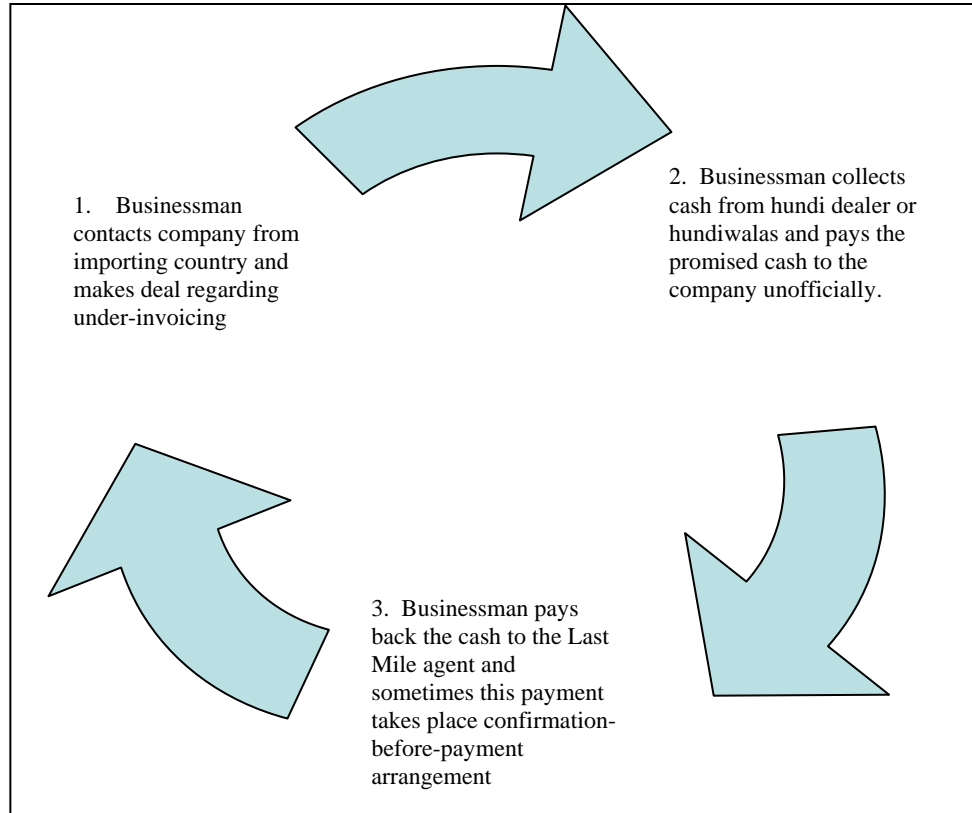 1. Businessman
contacts company from
importing country and
makes deal regarding
under-invoicing
2. Businessman collects
cash from hundi dealer or
hundiwalas and pays the
promised cash to the
company unofficially.
3. Businessman pays
back the cash to the Last
Mile agent and
sometimes this payment
takes place confirmation-
before-payment
arrangement